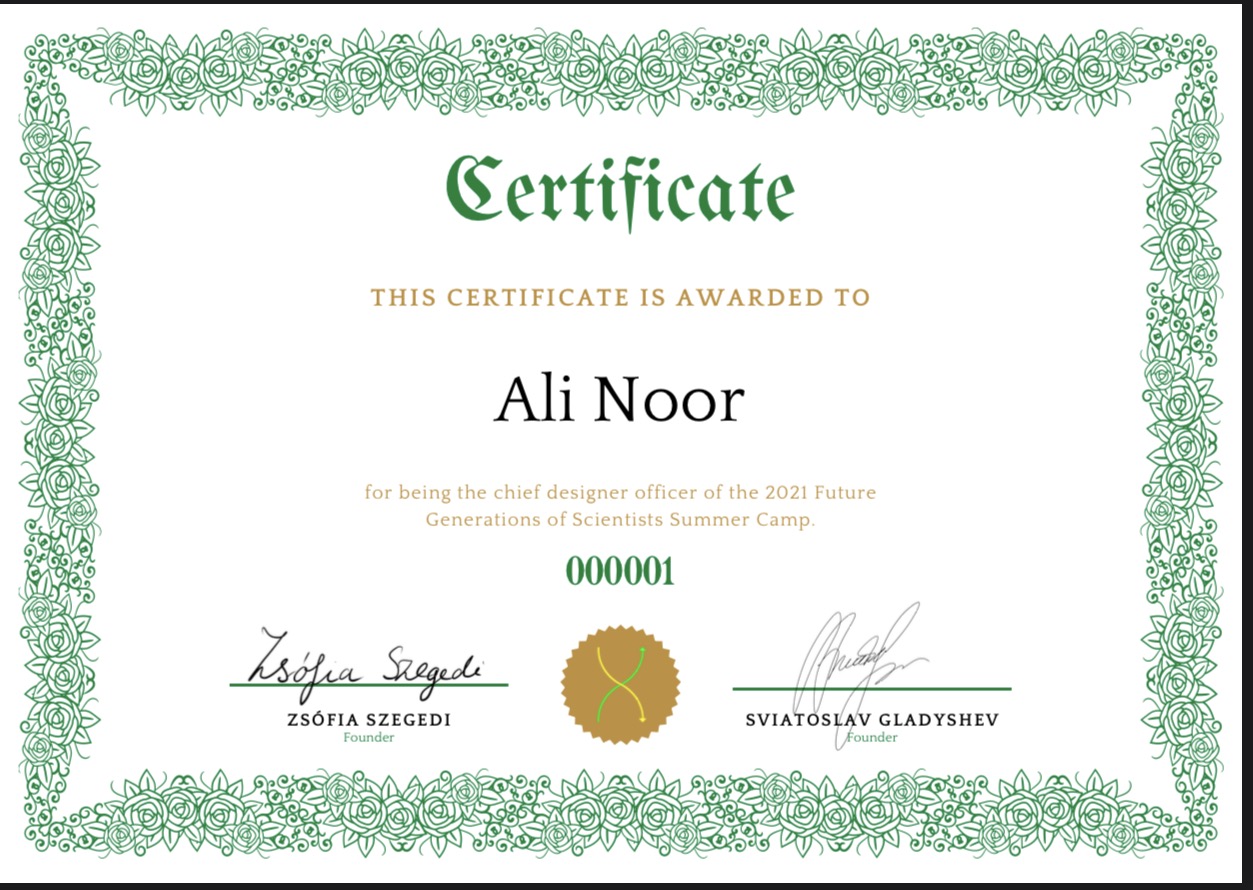 Certificate
THIS CERTIFICATE IS AWARDED TO
Ali Noor
for being the chief designer officer of the 2021 Future
Generations of Scientists Summer Camp.
000001
Zsófia Szegedi
ZSÓFIA SZEGEDI
Founder
SVIATOSLAV GLADYSHEV
Founder